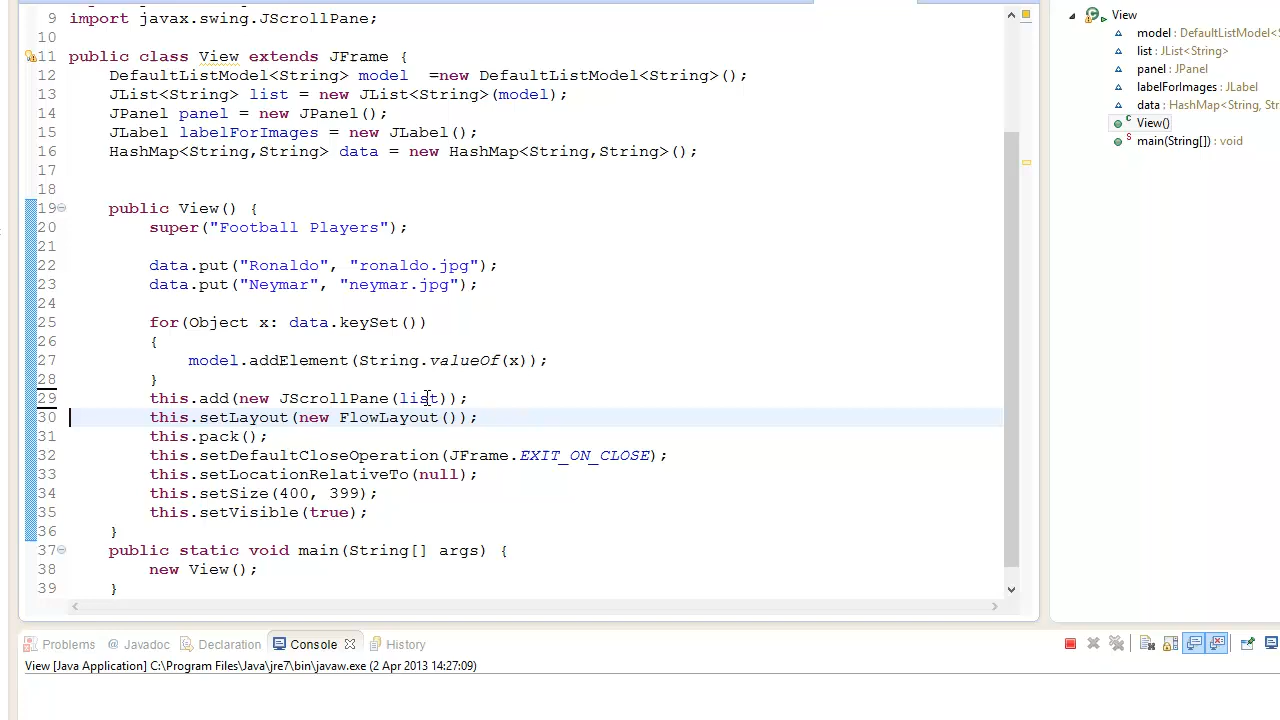 9 import javax.swing.JScrollPane;
10
11 public class View extends JFrame {
12 DefaultListModel<String> model  =new DefaultListModel<String>();
13 JList<String> list = new JList<String>(model);
14 JPanel panel = new JPanel();
15 JLabel labelForImages = new JLabel();
16 HashMap<String,String> data = new HashMap<String,String>();
17
18
19 public View() {
20 super("Football Players");
21
22 data.put("Ronaldo", "ronaldo.jpg");
23 data.put("Neymar", "neymar.jpg");
24
25 for(Object x: data.keySet())
26 {
27 model.addElement(String.valueOf(x));
28 }
29 this.add(new JScrollPane(list));
30 this.setLayout(new FlowLayout());
31 this.pack();
32 this.setDefaultCloseOperation(JFrame.EXIT_ON_CLOSE);
33 this.setLocationRelativeTo(null);
34 this.setSize(400, 399);
35 this.setVisible(true);
36 }
37 public static void main(String[] args) {
38 new View();
39 }
View
model : DefaultListModel<
list : JList<String>
panel : JPanel
labelForImages : JLabel
data : HashMap<String, Str
View()
main(String[]) : void
Problems @ Javadoc Declaration Console History
View [Java Application] C:\Program Files\Java\jre7\bin\javaw.exe (2 Apr 2013 14:27:09)